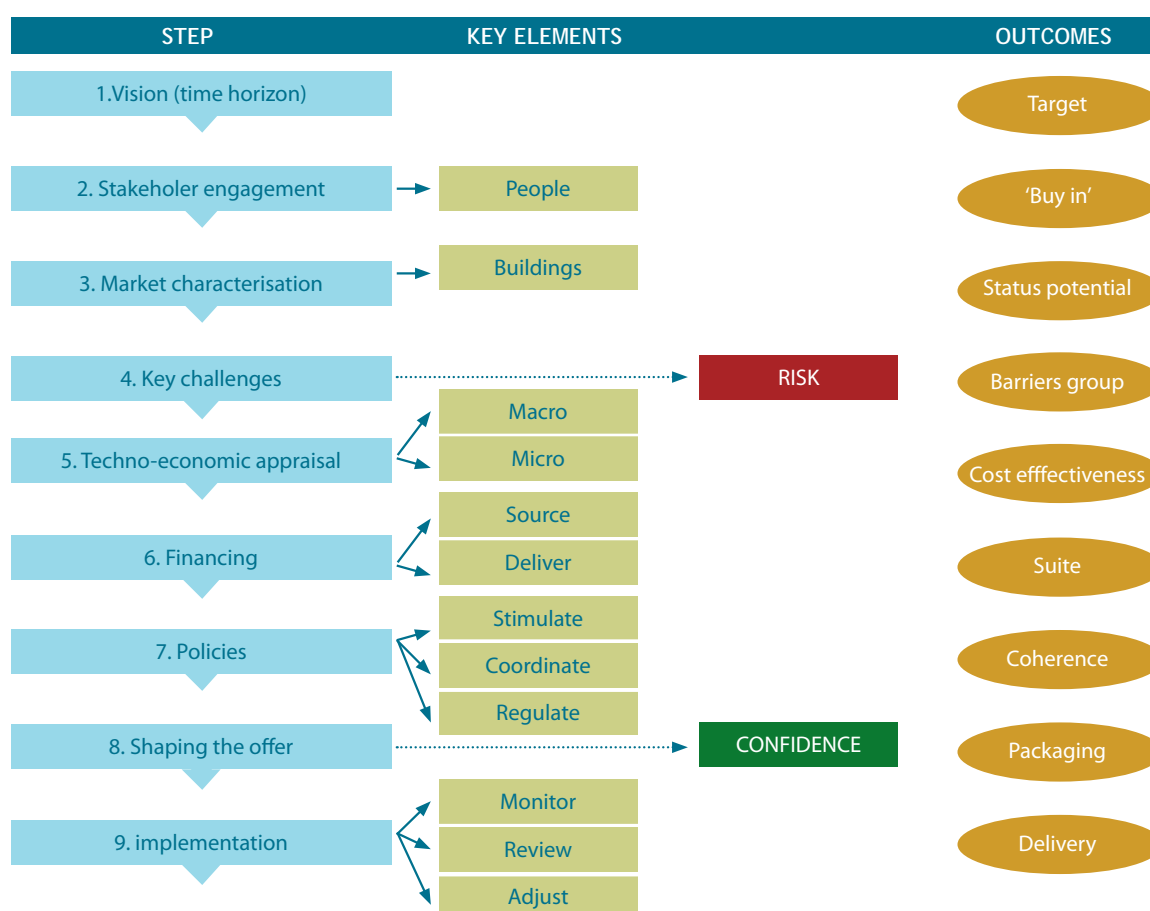 STEP KEY ELEMENTS OUTCOMES
1.Vision (time horizon) Target
2. Stakeholer engagement People 'Buy in'
3. Market characterisation Buildings Status potential
4. Key challenges RISK Barriers group
Macro
5. Techno-economic appraisal Micro Cost efffectiveness
Source
6. Financing Deliver Suite
Stimulate
7. Policies Coordinate Coherence
Regulate
8. Shaping the offer CONFIDENCE Packaging
Monitor
9. implementation Review Delivery
Adjust